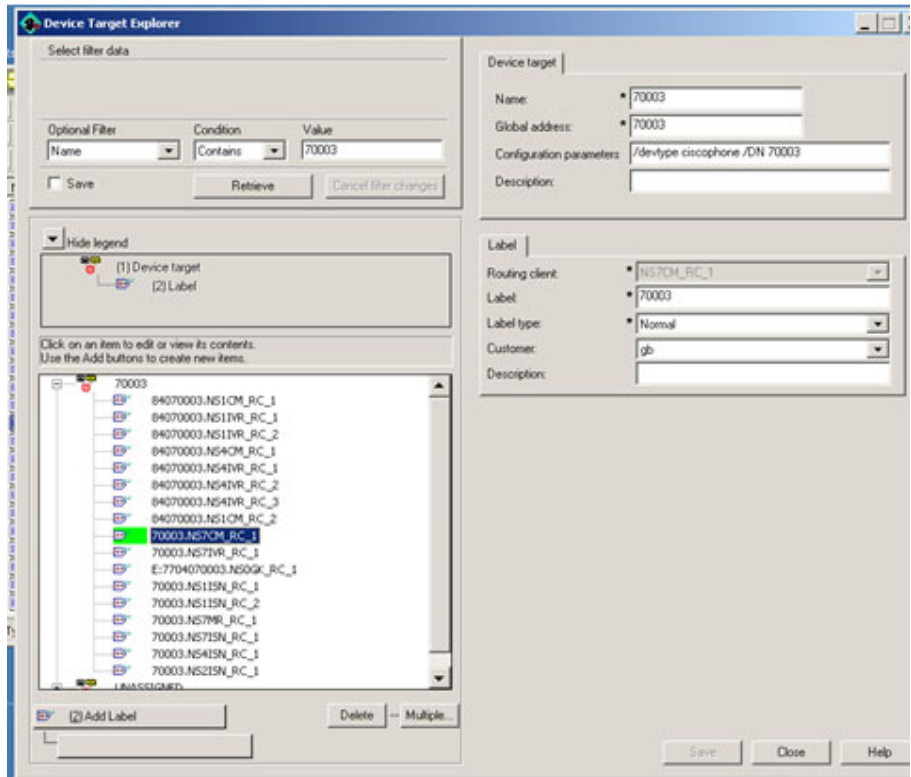 Device Target Explorer
Select filter data
Optional Filter Condition Value
Name Contains 70003
Save Retrieve Cancel filter changes
Hide legend
(1) Device target
(2) Label
Click on an item to edit or view its contents.
Use the Add buttons to create new items.
70003
84070003.NS1CM_RC_1
84070003.NS1IVR_RC_1
84070003.NS1IVR_RC_2
84070003.NS4CM_RC_1
84070003.NS4IVR_RC_1
84070003.NS4IVR_RC_2
84070003.NS4IVR_RC_3
84070003.NS1CM_RC_2
70003.NS7CM_RC_1
70003.NS7IVR_RC_1
E:7704070003.NS0GK_RC_1
70003.NS1ISN_RC_1
70003.NS1ISN_RC_2
70003.NS7MR_RC_1
70003.NS7ISN_RC_1
70003.NS4ISN_RC_1
70003.NS2ISN_RC_1
UNASSIGNED
(2) Add Label Delete Multiple...
Device target
Name: * 70003
Global address: * 70003
Configuration parameters /devtype ciscophone /DN 70003
Description:
Label
Routing client * NS7CM_RC_1
Label: * 70003
Label type: * Normal
Customer: gb
Description:
Save Close Help